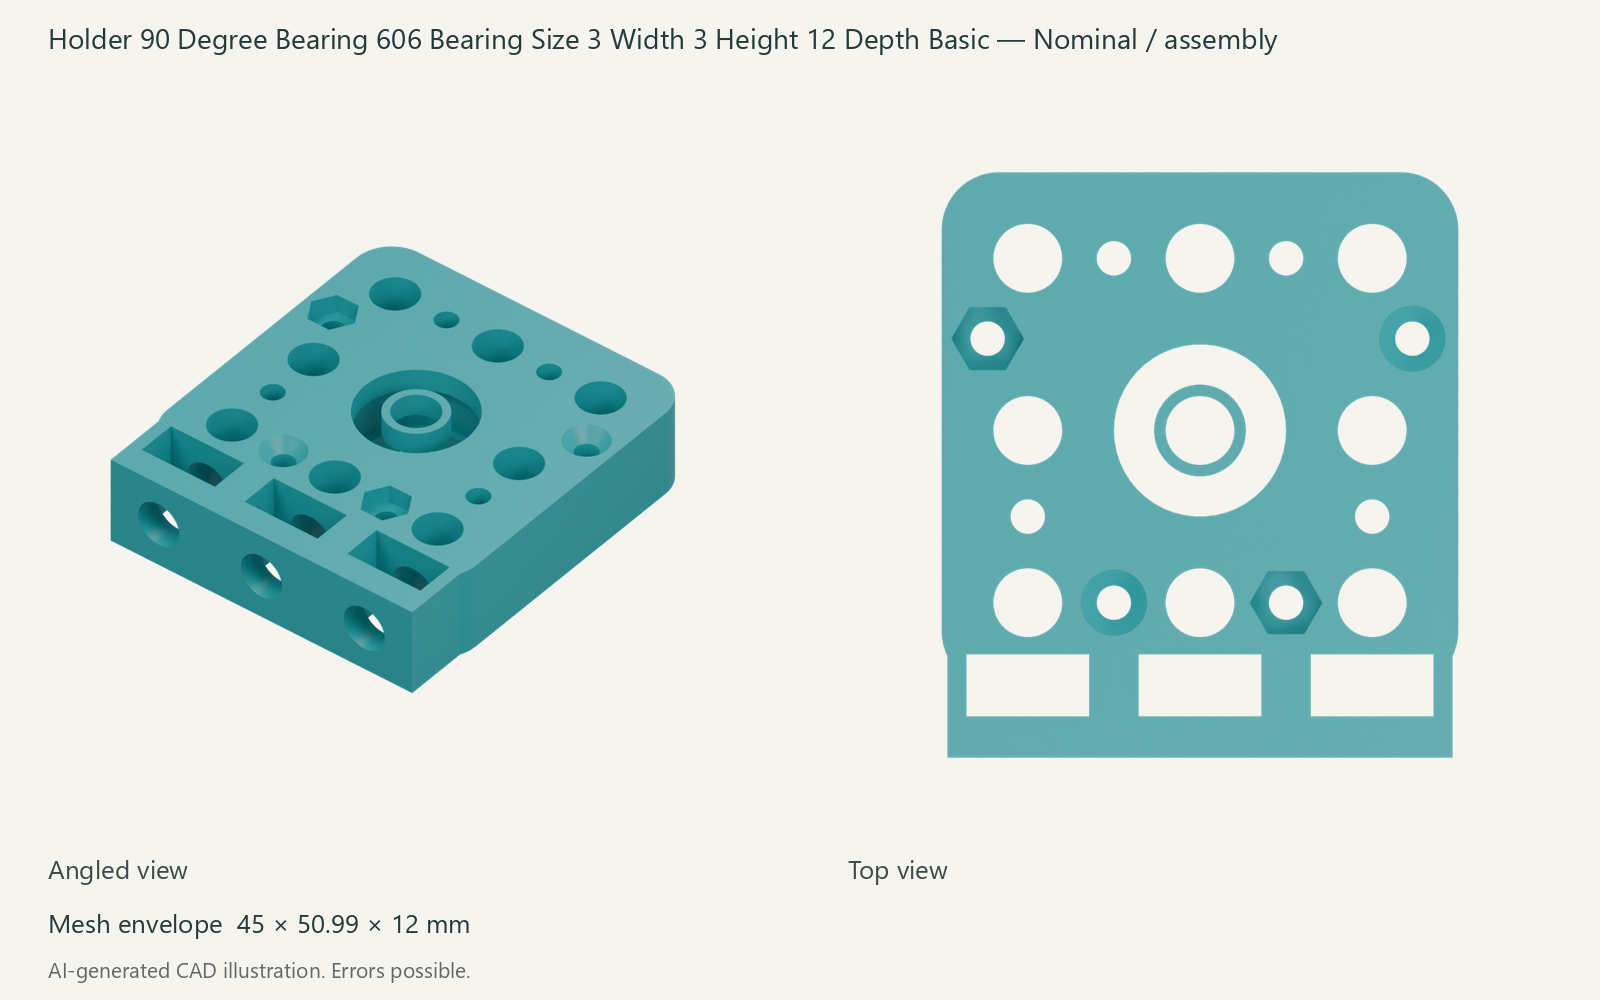 Holder 90 Degree Bearing 606 Bearing Size 3 Width 3 Height 12 Depth Basic — Nominal / assembly
Angled view
Top view
Mesh envelope 45 × 50.99 × 12 mm
AI-generated CAD illustration. Errors possible.